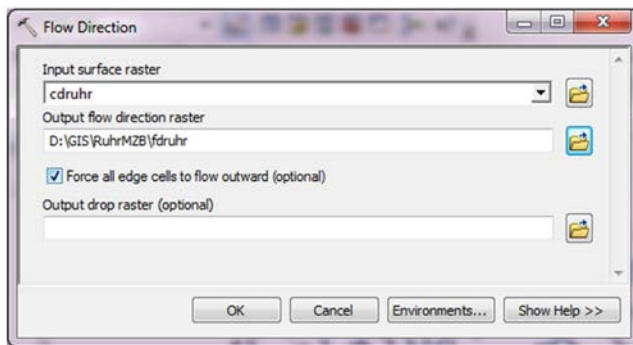 Flow Direction
Input surface raster
cdruhr
Output flow direction raster
D:\GIS\RuhrMZB\fdruhr
Force all edge cells to flow outward (optional)
Output drop raster (optional)
OK Cancel Environments... Show Help >>